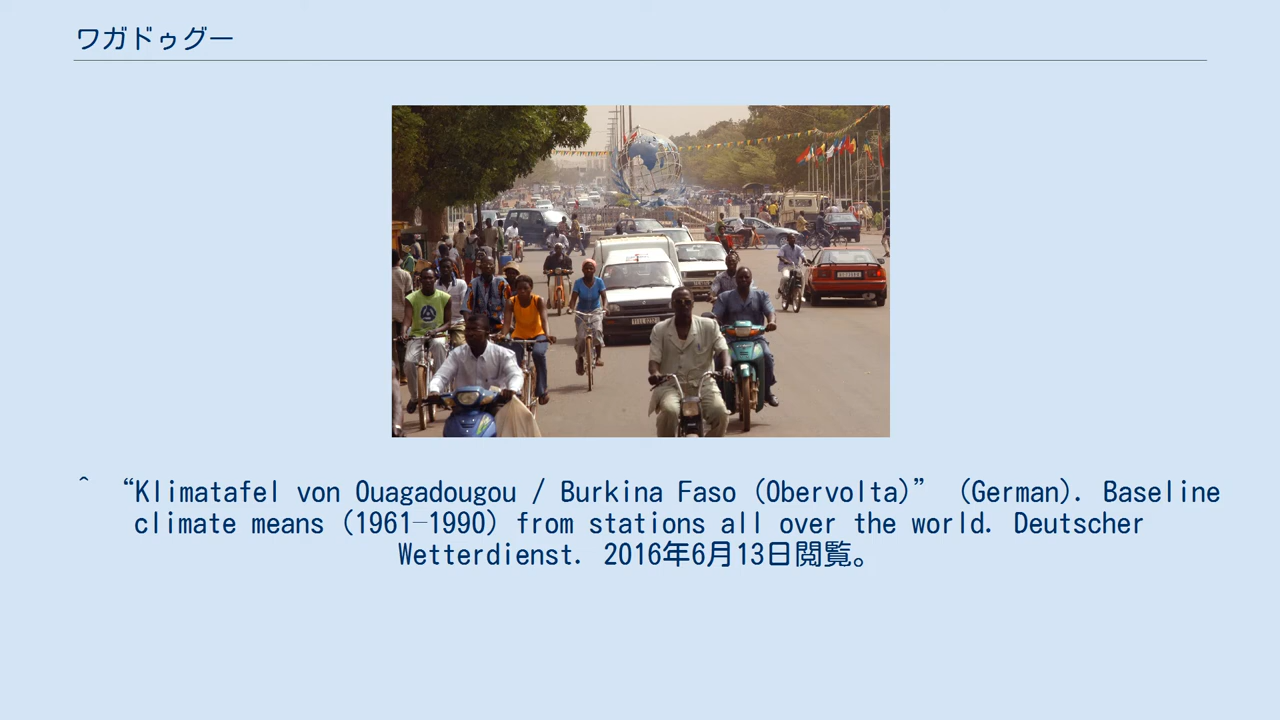 ワガドゥグー
^ “Klimatafel von Ouagadougou / Burkina Faso (Obervolta)” (German). Baseline
climate means (1961–1990) from stations all over the world. Deutscher
Wetterdienst. 2016年6月13日閲覧。